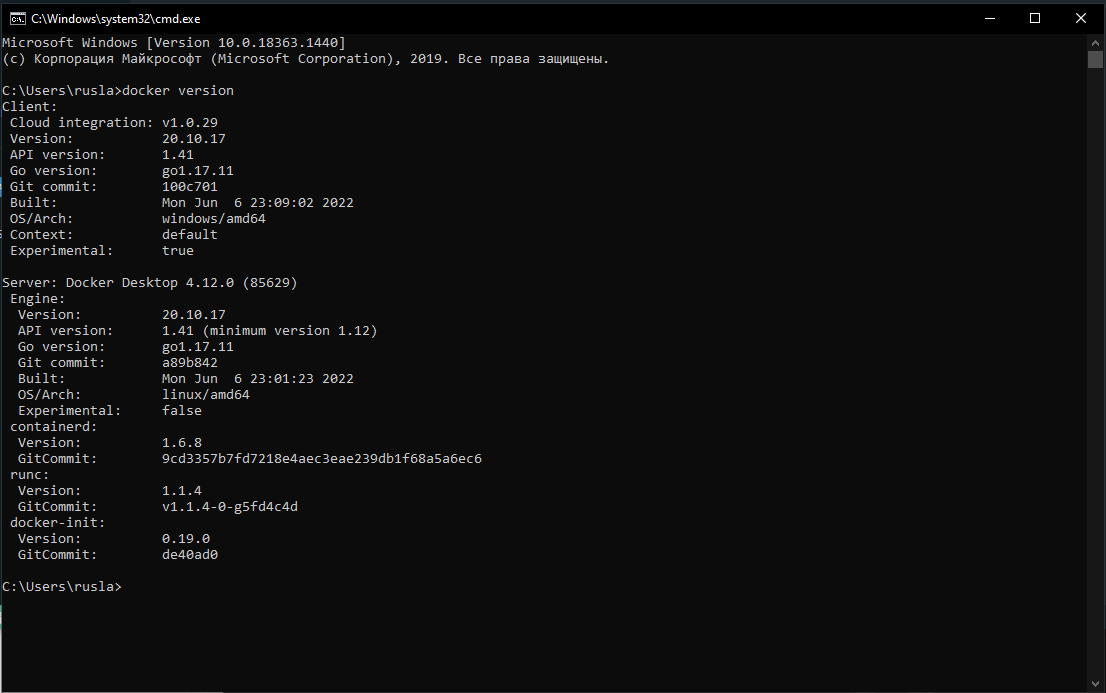 C:\Windows\system32\cmd.exe
Microsoft Windows [Version 10.0.18363.1440]
(c) Корпорация Майкрософт (Microsoft Corporation), 2019. Все права защищены.

C:\Users\rusla>docker version
Client:
 Cloud integration: v1.0.29
 Version:           20.10.17
 API version:       1.41
 Go version:        go1.17.11
 Git commit:        100c701
 Built:             Mon Jun  6 23:09:02 2022
 OS/Arch:           windows/amd64
 Context:           default
 Experimental:      true

Server: Docker Desktop 4.12.0 (85629)
 Engine:
  Version:          20.10.17
  API version:      1.41 (minimum version 1.12)
  Go version:       go1.17.11
  Git commit:       a89b842
  Built:            Mon Jun  6 23:01:23 2022
  OS/Arch:          linux/amd64
  Experimental:     false
 containerd:
  Version:          1.6.8
  GitCommit:        9cd3357b7fd7218e4aec3eae239db1f68a5a6ec6
 runc:
  Version:          1.1.4
  GitCommit:        v1.1.4-0-g5fd4c4d
 docker-init:
  Version:          0.19.0
  GitCommit:        de40ad0

C:\Users\rusla>